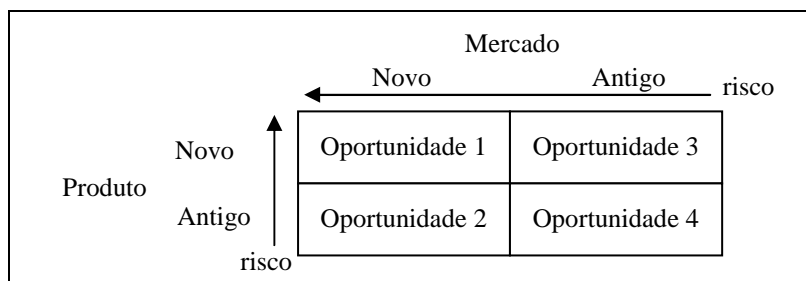 Mercado
Novo Antigo risco
Novo Oportunidade 1 Oportunidade 3
Produto
Antigo Oportunidade 2 Oportunidade 4
risco